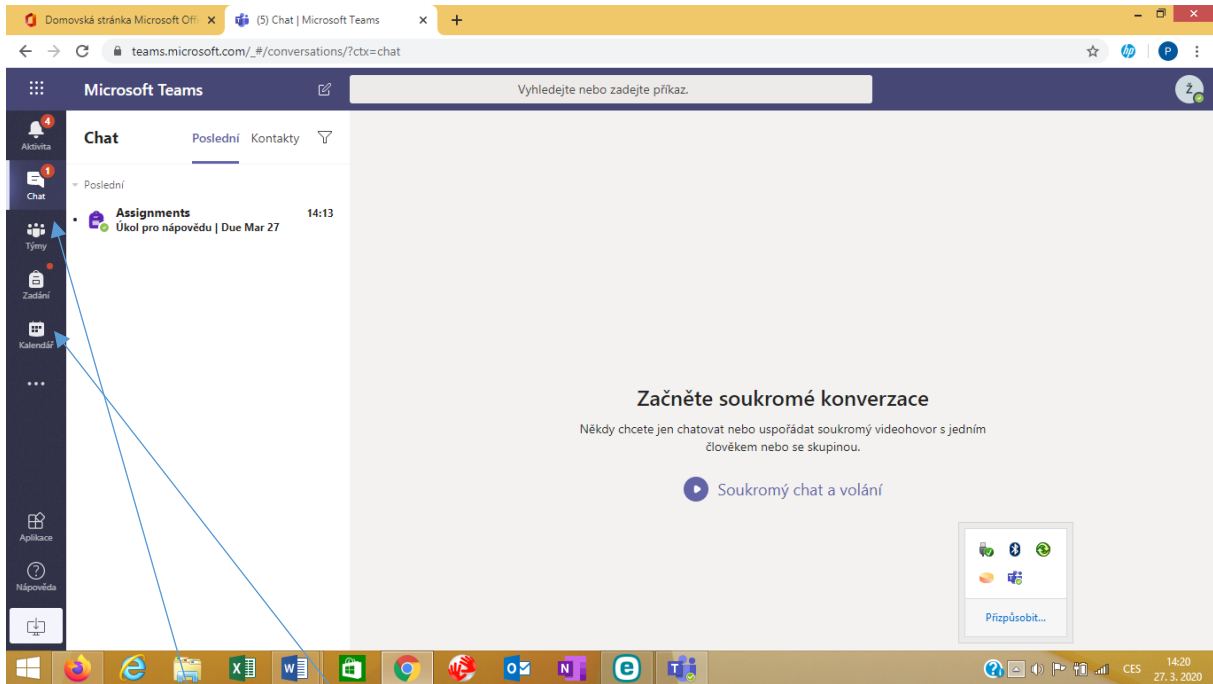 Domovská stránka Microsoft Offi
(5) Chat | Microsoft Teams
teams.microsoft.com/_#/conversations/?ctx=chat
P
Microsoft Teams
Vyhledejte nebo zadejte příkaz.
Ž
4
Aktivita
1
Chat
Týmy
Zadání
Kalendář
Aplikace
Nápověda
Chat
Poslední
Kontakty
Poslední
Assignments
14:13
Úkol pro nápovědu | Due Mar 27
Začněte soukromé konverzace
Někdy chcete jen chatovat nebo uspořádat soukromý videohovor s jedním
člověkem nebo se skupinou.
Soukromý chat a volání
Přizpůsobit...
CES
14:20
27. 3. 2020